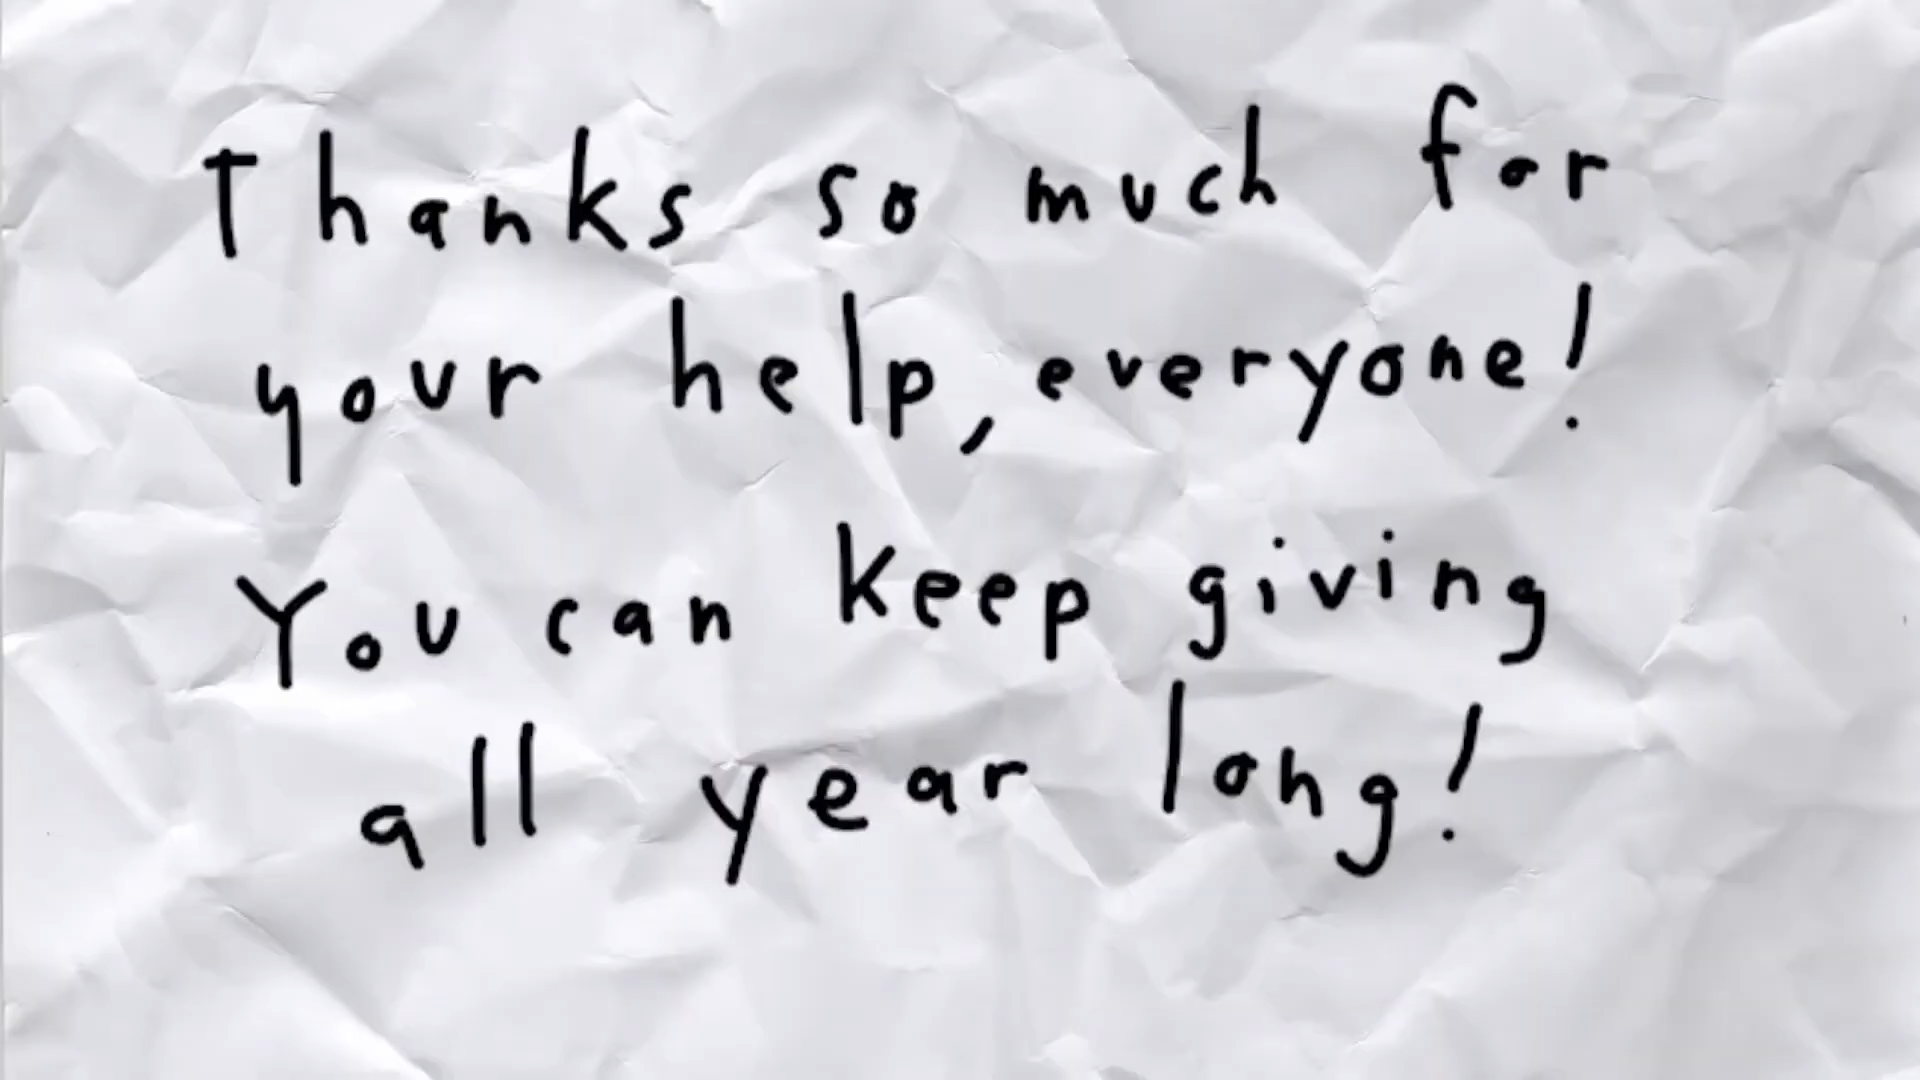 Thanks so much for
your help, everyone!
You can keep giving
all year long!